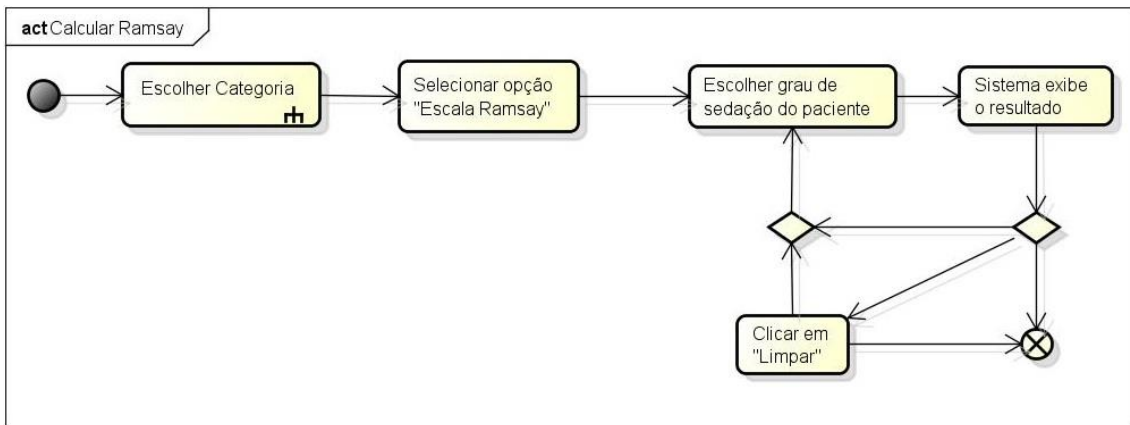 act Calcular Ramsay
Escolher Categoria
Selecionar opção
"Escala Ramsay"
Escolher grau de
sedação do paciente
Sistema exibe
o resultado
Clicar em
"Limpar"